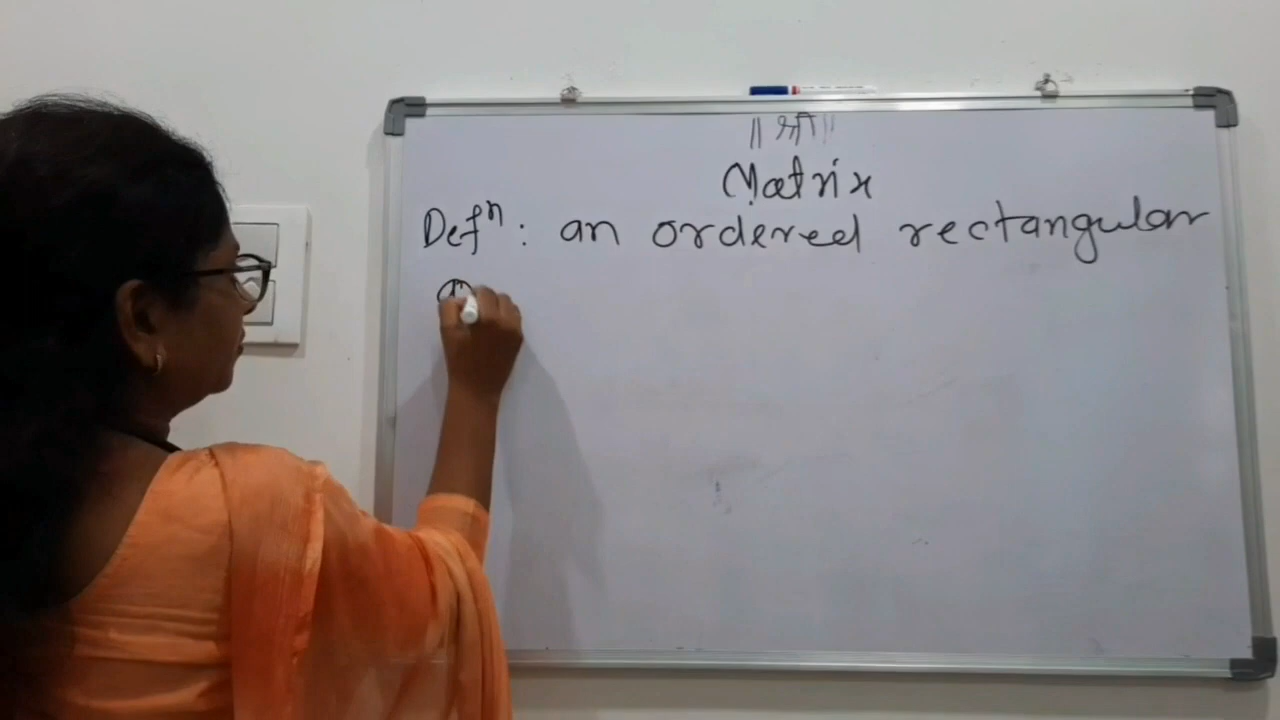 ॥ श्री ॥
Matrix
Defⁿ: an ordered rectangular